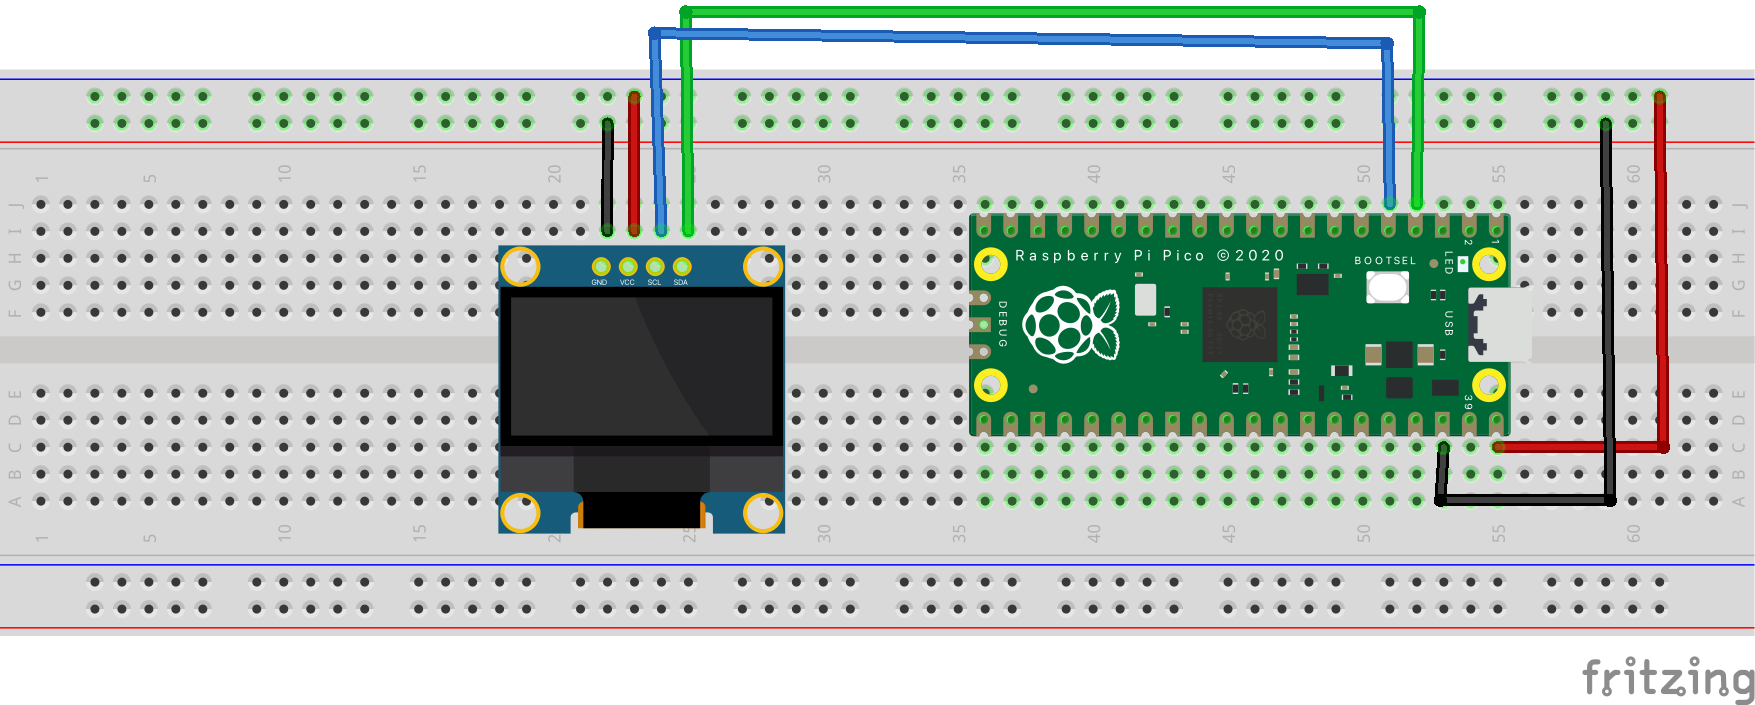 1 5 10 15 20 25 30 35 40 45 50 55 60
J J
I I
H H
G G
F F
Raspberry Pi Pico © 2020
BOOTSEL
LED
2
1
USB
DEBUG
39
GND VCC SCL SDA
E E
D D
C C
B B
A A
1 5 10 15 20 25 30 35 40 45 50 55 60
fritzing